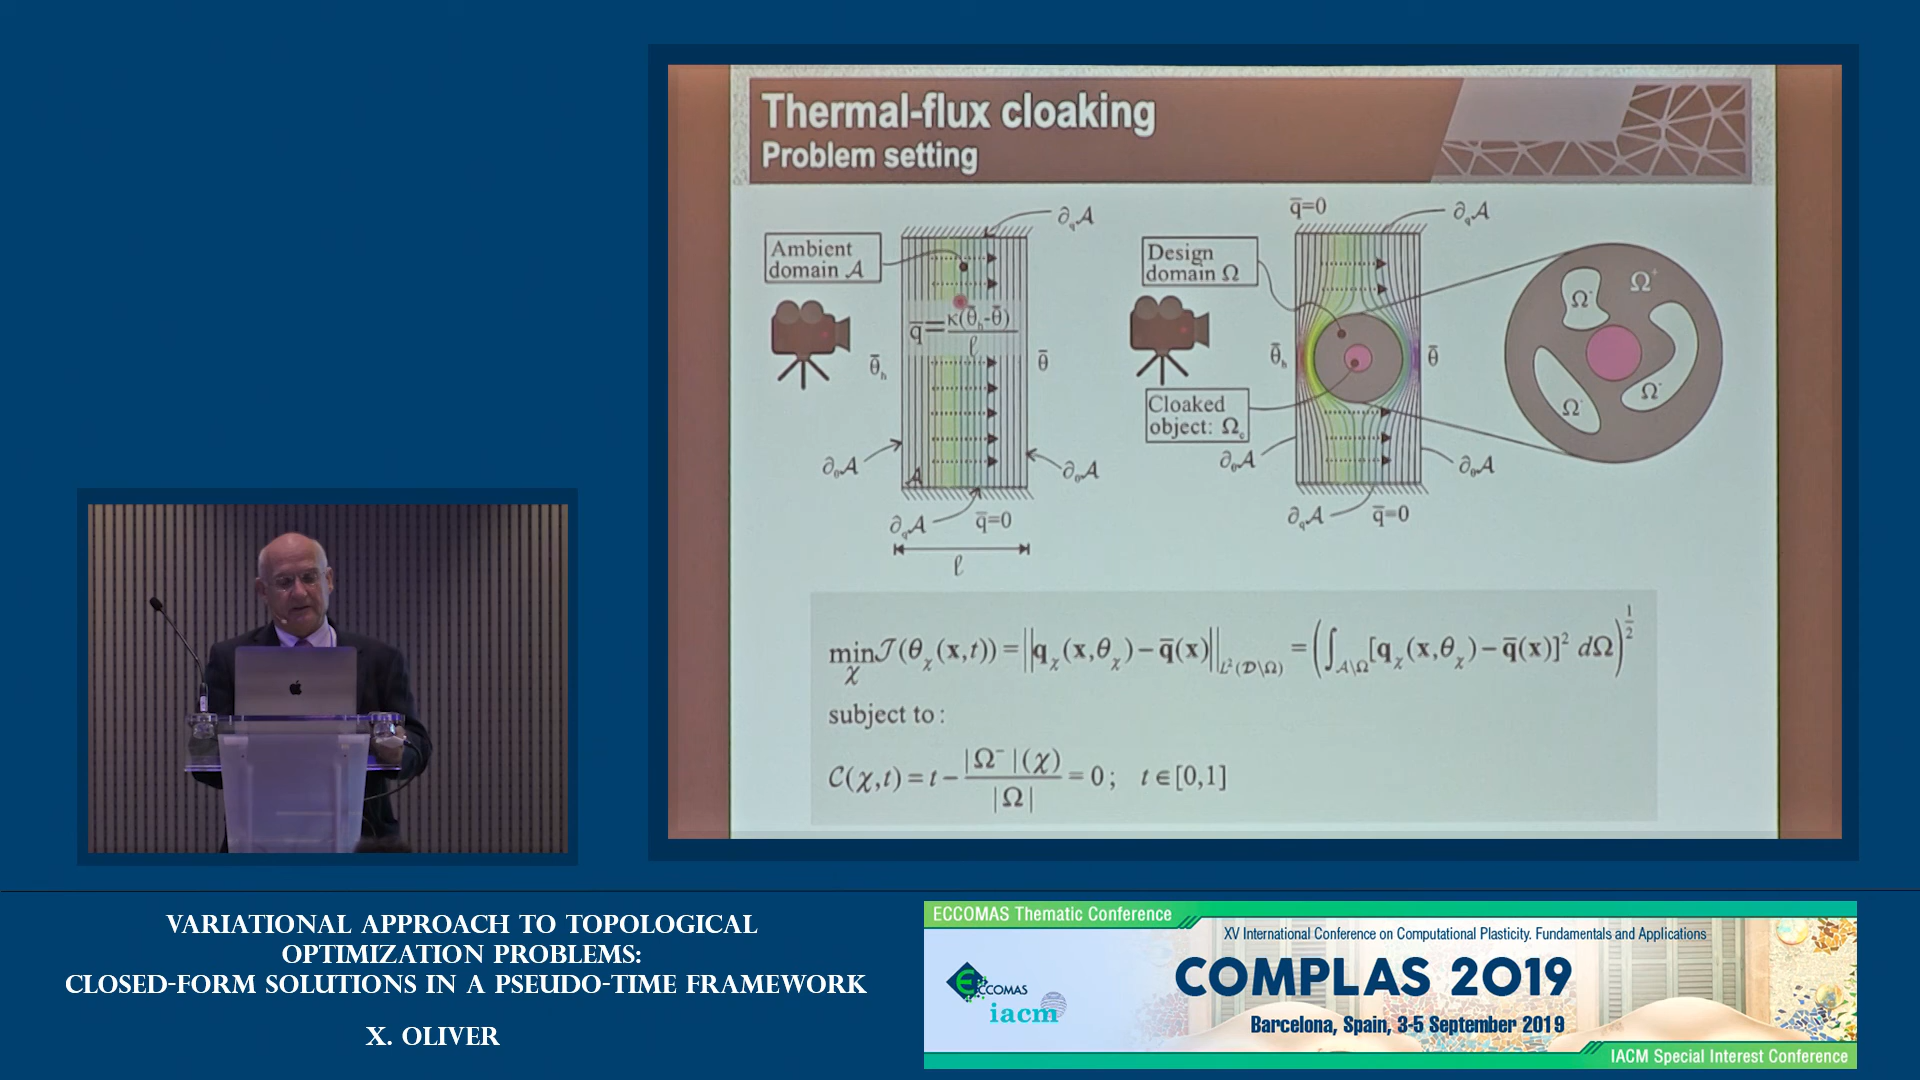 Thermal-flux cloaking
Problem setting
∂qA
Ambient
domain A
q̅=κ(θ̅h-θ̅)/ℓ
θ̅h
θ̅
∂θA
A
∂θA
∂qA
q̅=0
ℓ
q̅=0
∂qA
Design
domain Ω
θ̅h
θ̅
Cloaked
object: Ωc
∂θA
∂θA
∂qA
q̅=0
Ω⁺
Ω⁻
Ω⁻
Ω⁻
min J(θχ(x,t)) = ||qχ(x,θχ)−q̅(x)||L²(D\Ω) = (∫A\Ω[qχ(x,θχ)−q̅(x)]² dΩ)^1/2
χ
subject to:
C(χ,t) = t − |Ω⁻|(χ)/|Ω| = 0; t∈[0,1]
VARIATIONAL APPROACH TO TOPOLOGICAL
OPTIMIZATION PROBLEMS:
CLOSED-FORM SOLUTIONS IN A PSEUDO-TIME FRAMEWORK
X. OLIVER
ECCOMAS Thematic Conference
XV International Conference on Computational Plasticity. Fundamentals and Applications
ECCOMAS
iacm
COMPLAS 2019
Barcelona, Spain, 3-5 September 2019
IACM Special Interest Conference